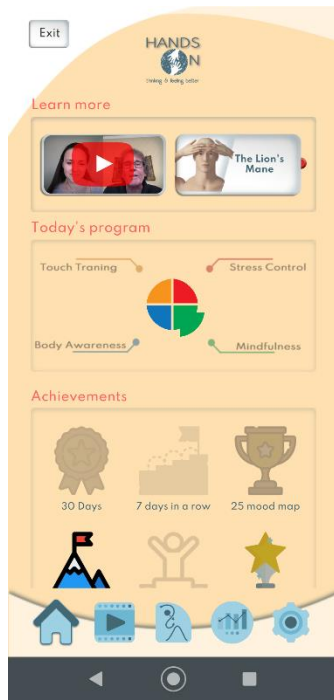 Exit
HANDS
ON
thinking & feeling better
Learn more
The Lion's
Mane
Today's program
Touch Traning
Stress Control
Body Awareness
Mindfulness
Achievements
30 Days
7 days in a row
25 mood map